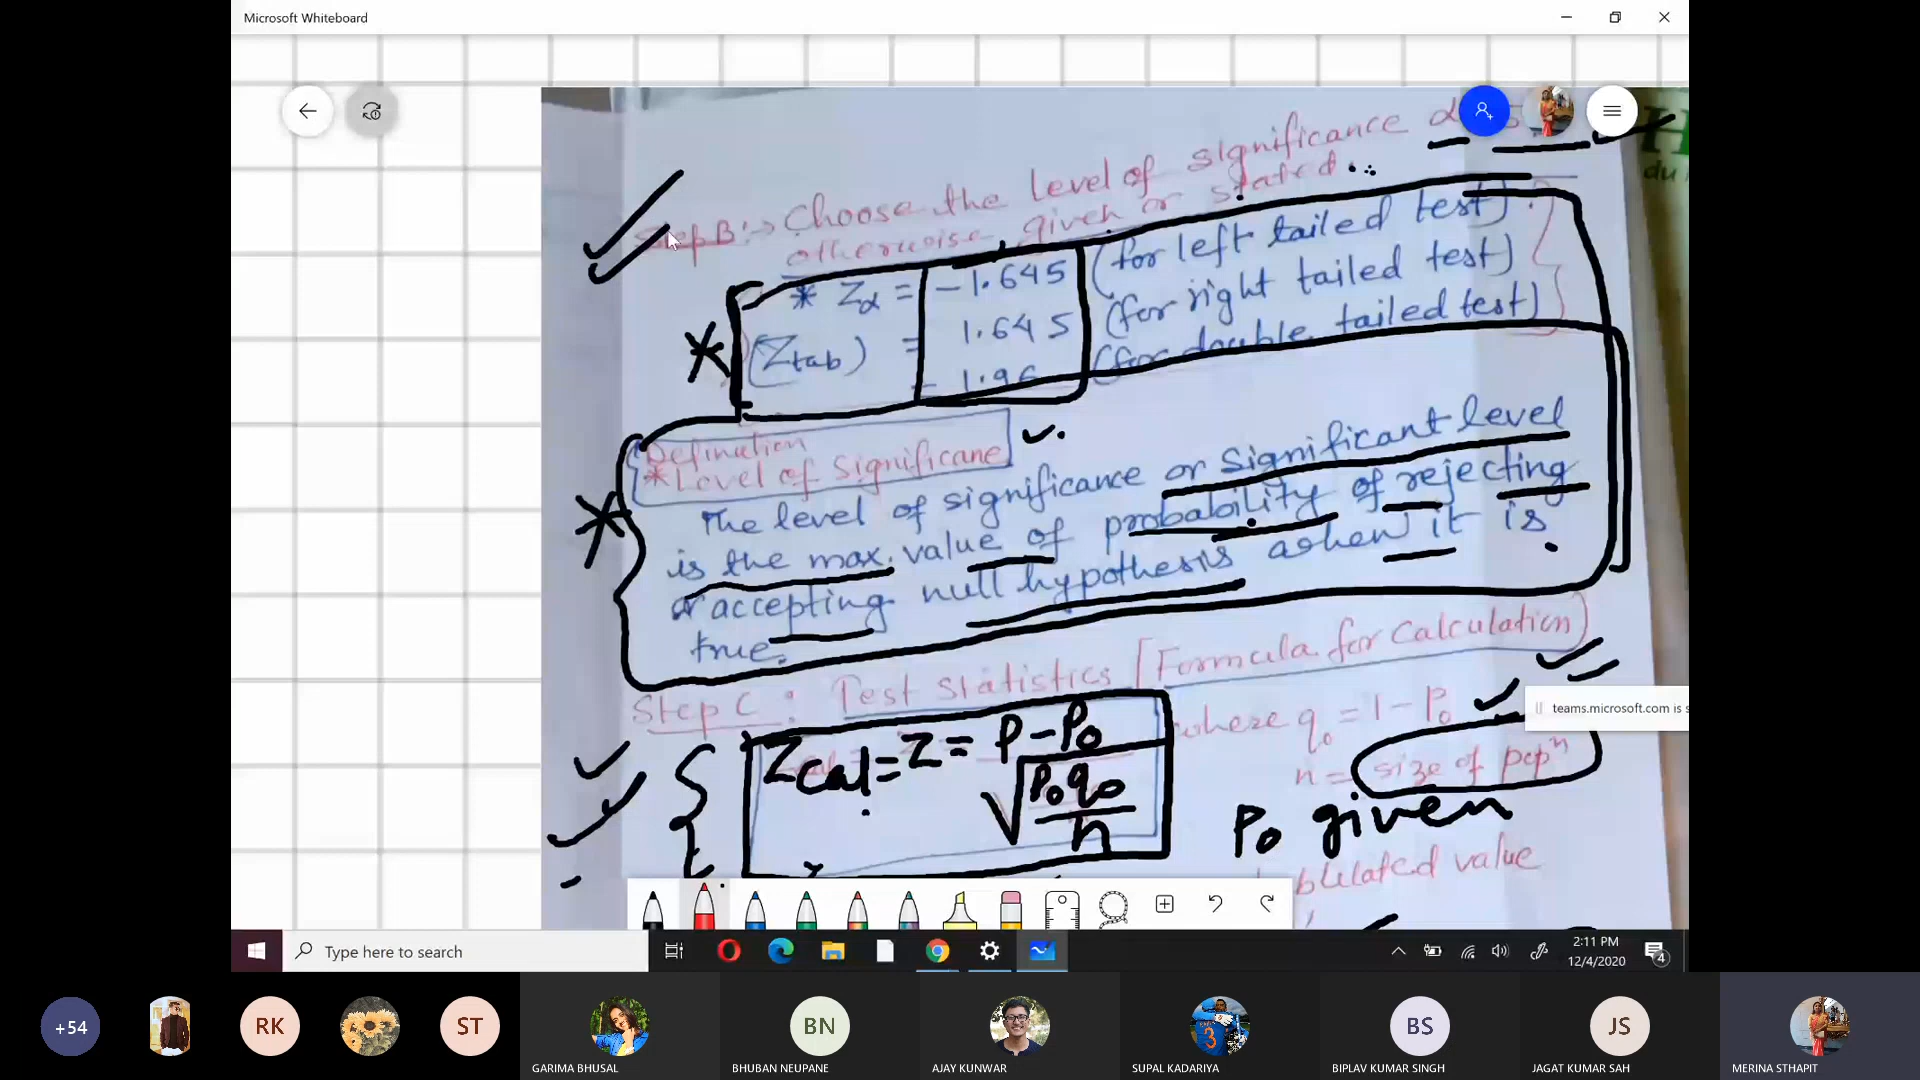 Microsoft Whiteboard
du
Step B :-> Choose the Level of significance α
otherwise given or stated
* Zα = -1.645 (for left tailed test).
(Ztab) = 1.645 (for right tailed test)
= 1.96 (for double tailed test)
Defination
*Level of Significane
The level of significance or Significant level
is the max. value of probability of rejecting
or accepting null hypothesis when it is
true.
Step C : Test Statistics [Formula for Calculation]
Zcal = Z = P-P₀
√P₀q₀
n
where q₀ = 1 - P₀
n = size of popⁿ
P₀ given
teams.microsoft.com is s
value
Type here to search
2:11 PM
12/4/2020
4
+54
RK
ST
GARIMA BHUSAL
BN
BHUBAN NEUPANE
AJAY KUNWAR
3
SUPAL KADARIYA
BS
BIPLAV KUMAR SINGH
JS
JAGAT KUMAR SAH
MERINA STHAPIT